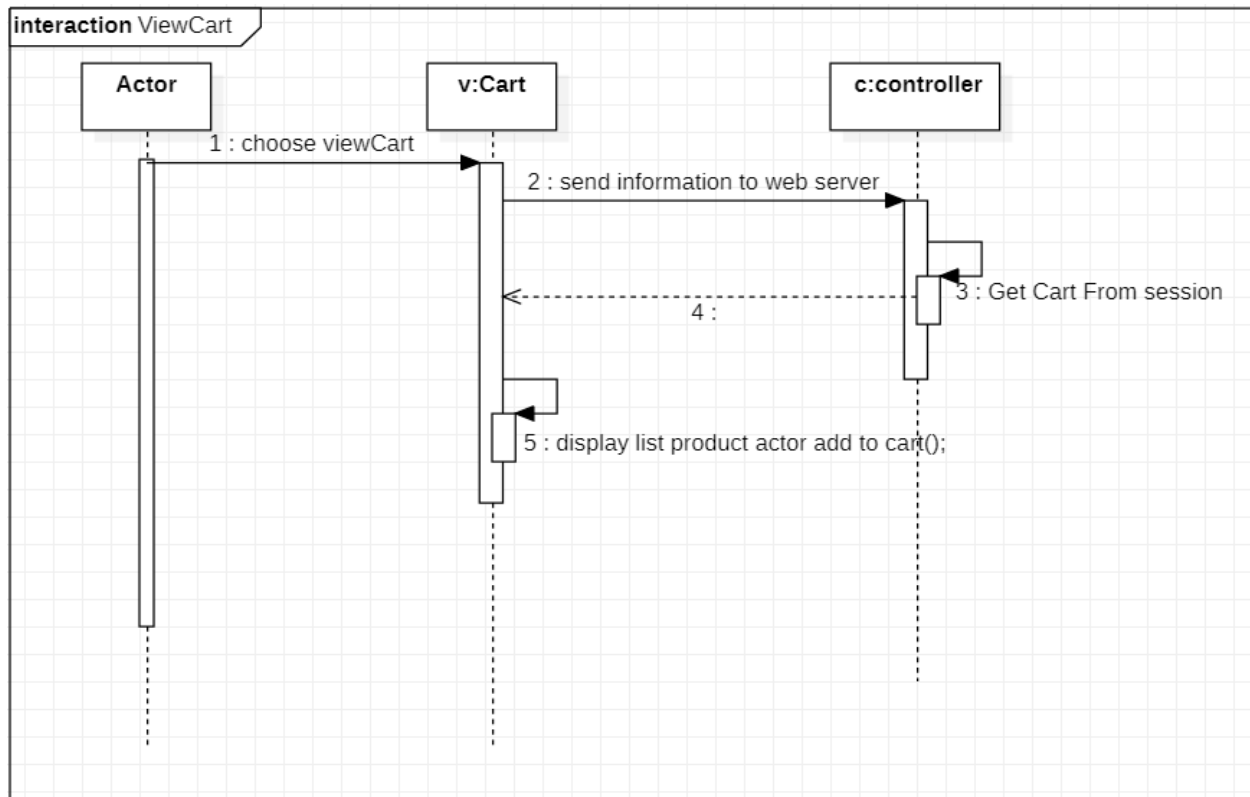 interaction ViewCart
Actor
v:Cart
c:controller
1 : choose viewCart
2 : send information to web server
3 : Get Cart From session
4 :
5 : display list product actor add to cart();